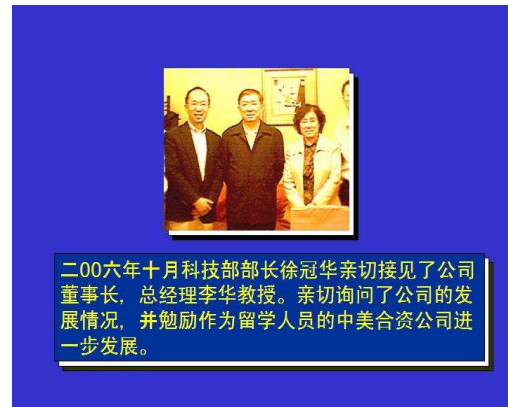 二00六年十月科技部部长徐冠华亲切接见了公司
董事长，总经理李华教授。亲切询问了公司的发
展情况，并勉励作为留学人员的中美合资公司进
一步发展。